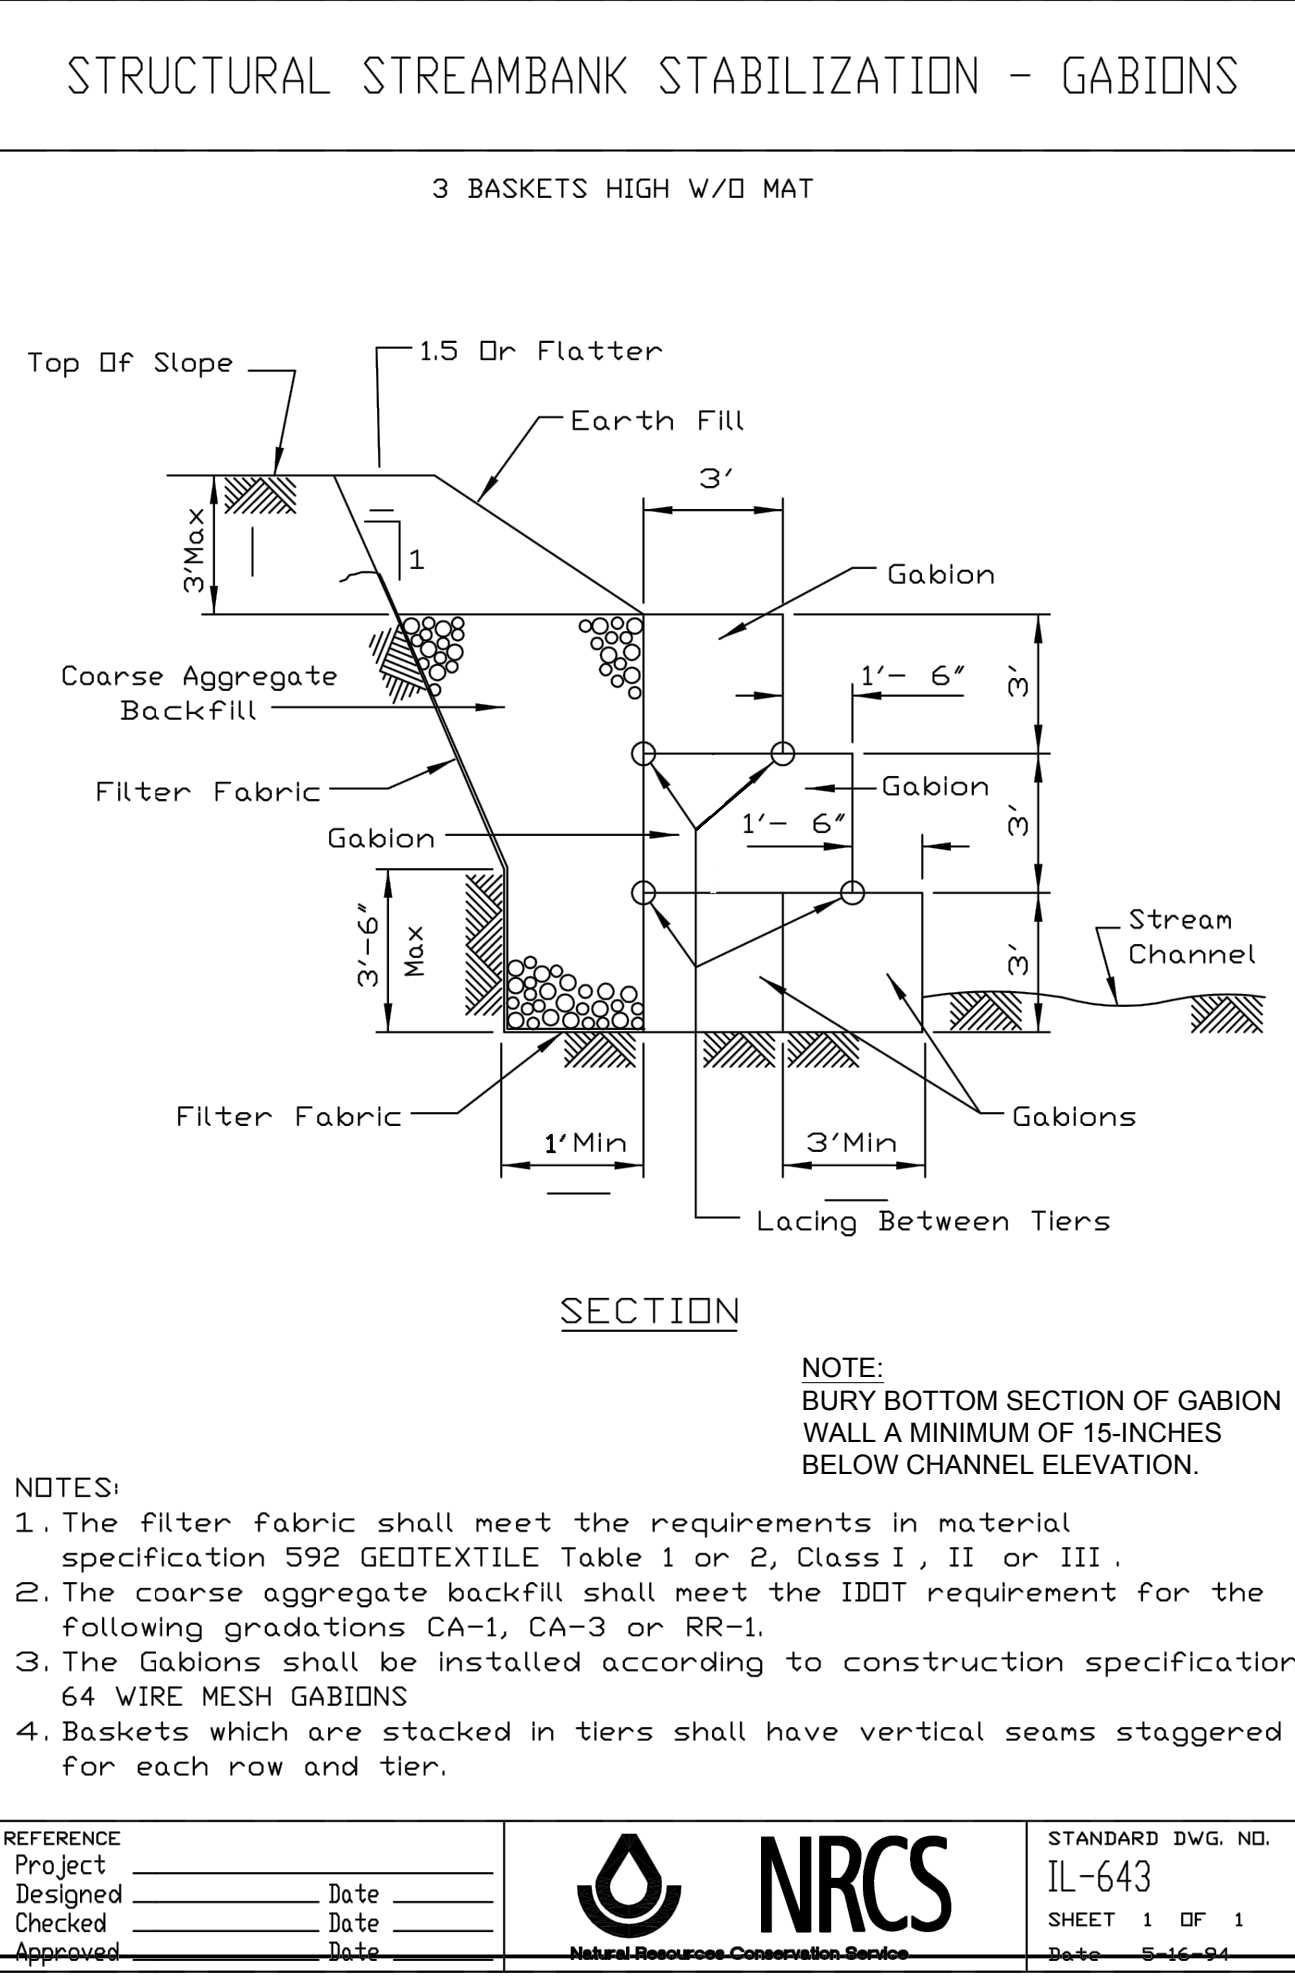 STRUCTURAL STREAMBANK STABILIZATION - GABIONS
3 BASKETS HIGH W/O MAT
Top Of Slope
1.5 Or Flatter
Earth Fill
3'
3'Max
1
Gabion
Coarse Aggregate
Backfill
1'- 6"
3'
Filter Fabric
Gabion
Gabion
1'- 6"
3'
3'-6"
Max
3'
Stream
Channel
Filter Fabric
Gabions
1'Min
3'Min
Lacing Between Tiers
SECTION
NOTE:
BURY BOTTOM SECTION OF GABION
WALL A MINIMUM OF 15-INCHES
BELOW CHANNEL ELEVATION.
NOTES:
1. The filter fabric shall meet the requirements in material
specification 592 GEOTEXTILE Table 1 or 2, Class I , II or III .
2. The coarse aggregate backfill shall meet the IDOT requirement for the
following gradations CA-1, CA-3 or RR-1.
3. The Gabions shall be installed according to construction specification
64 WIRE MESH GABIONS
4. Baskets which are stacked in tiers shall have vertical seams staggered
for each row and tier.
REFERENCE
Project
Designed Date
Checked Date
Approved Date
NRCS
Natural Resources Conservation Service
STANDARD DWG. NO.
IL-643
SHEET 1 OF 1
Date 5-16-94